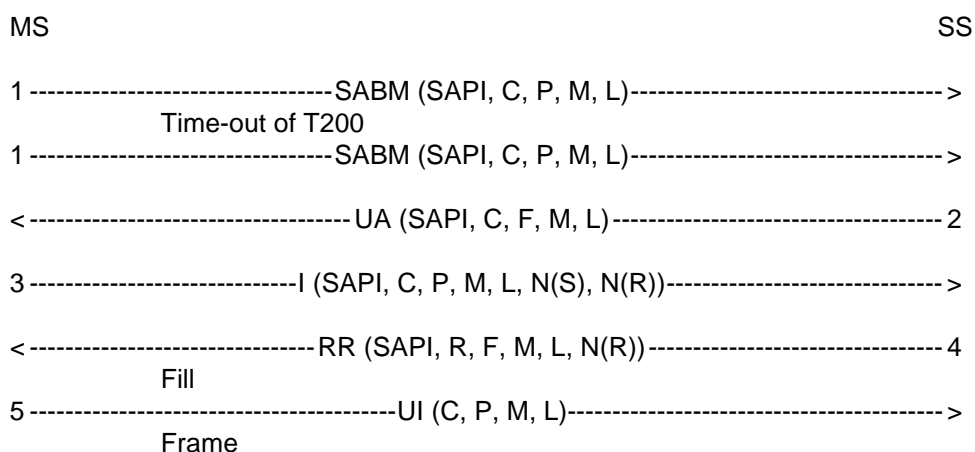 MS SS
1 ----------------------------------SABM (SAPI, C, P, M, L)----------------------------------- >
Time-out of T200
1 ----------------------------------SABM (SAPI, C, P, M, L)----------------------------------- >
< ------------------------------------ UA (SAPI, C, F, M, L)------------------------------------- 2
3 ------------------------------I (SAPI, C, P, M, L, N(S), N(R))------------------------------- >
< -------------------------------- RR (SAPI, R, F, M, L, N(R)) --------------------------------- 4
Fill
5 -----------------------------------------UI (C, P, M, L)------------------------------------------ >
Frame